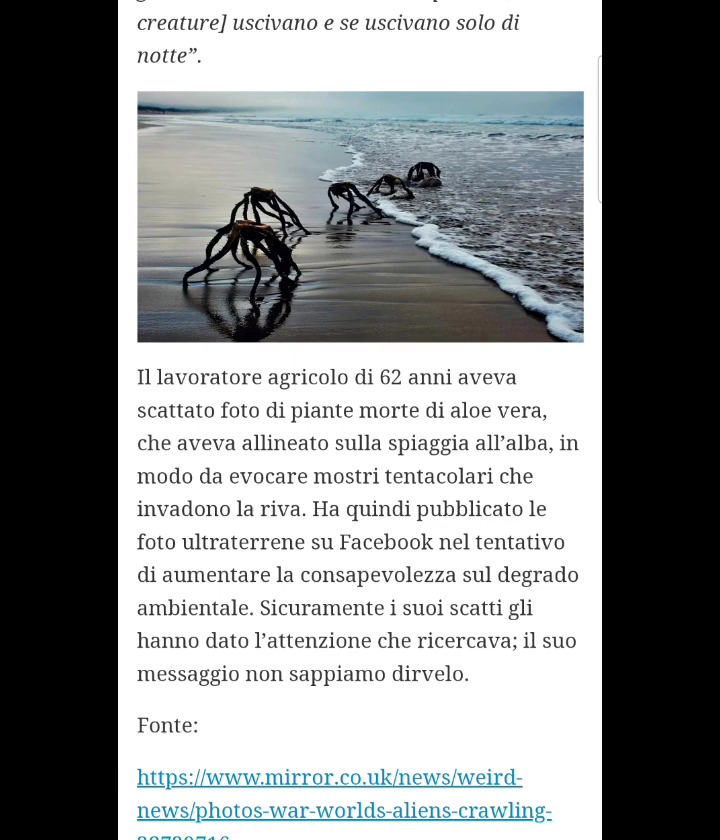 creature] uscivano e se uscivano solo di
notte”.
Il lavoratore agricolo di 62 anni aveva
scattato foto di piante morte di aloe vera,
che aveva allineato sulla spiaggia all’alba, in
modo da evocare mostri tentacolari che
invadono la riva. Ha quindi pubblicato le
foto ultraterrene su Facebook nel tentativo
di aumentare la consapevolezza sul degrado
ambientale. Sicuramente i suoi scatti gli
hanno dato l’attenzione che ricercava; il suo
messaggio non sappiamo dirvelo.
Fonte:
https://www.mirror.co.uk/news/weird-
news/photos-war-worlds-aliens-crawling-